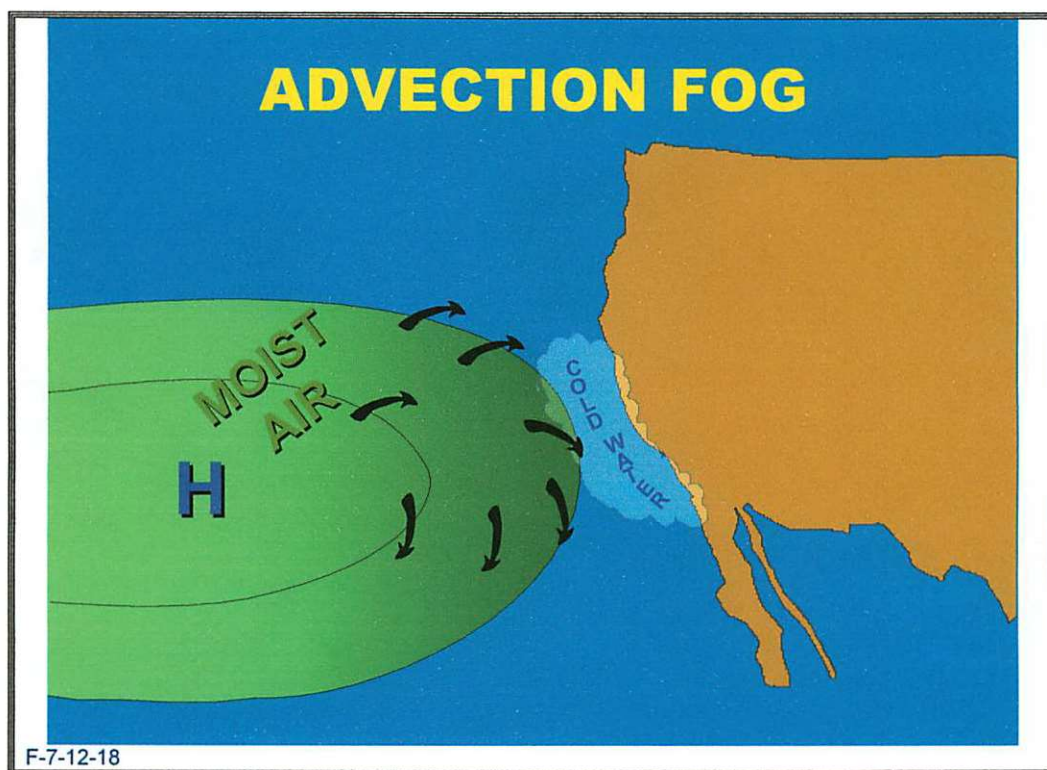 ADVECTION FOG
MOIST
AIR
H
COLD WATER
F-7-12-18